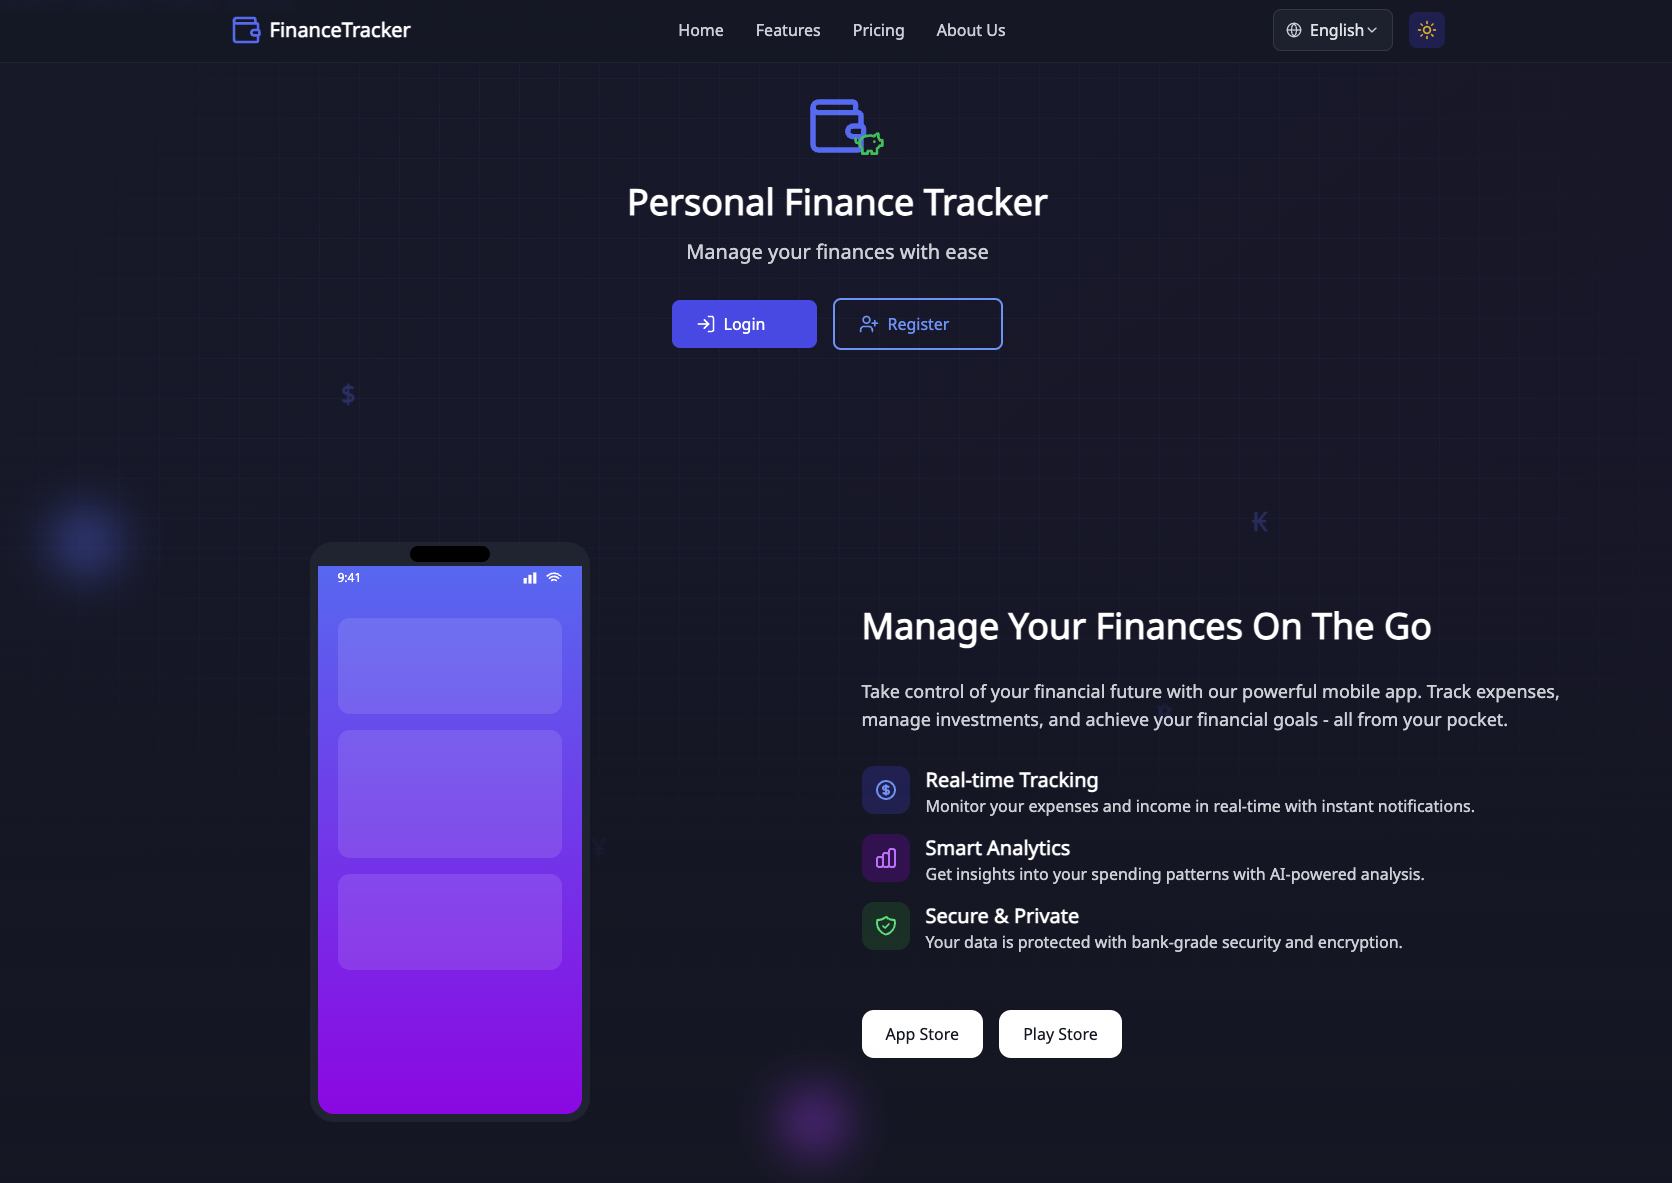 FinanceTracker
Home
Features
Pricing
About Us
English
Personal Finance Tracker
Manage your finances with ease
Login
Register
$
₭
9:41
Manage Your Finances On The Go
Take control of your financial future with our powerful mobile app. Track expenses,
manage investments, and achieve your financial goals - all from your pocket.
Real-time Tracking
Monitor your expenses and income in real-time with instant notifications.
Smart Analytics
Get insights into your spending patterns with AI-powered analysis.
¥
Secure & Private
Your data is protected with bank-grade security and encryption.
App Store
Play Store